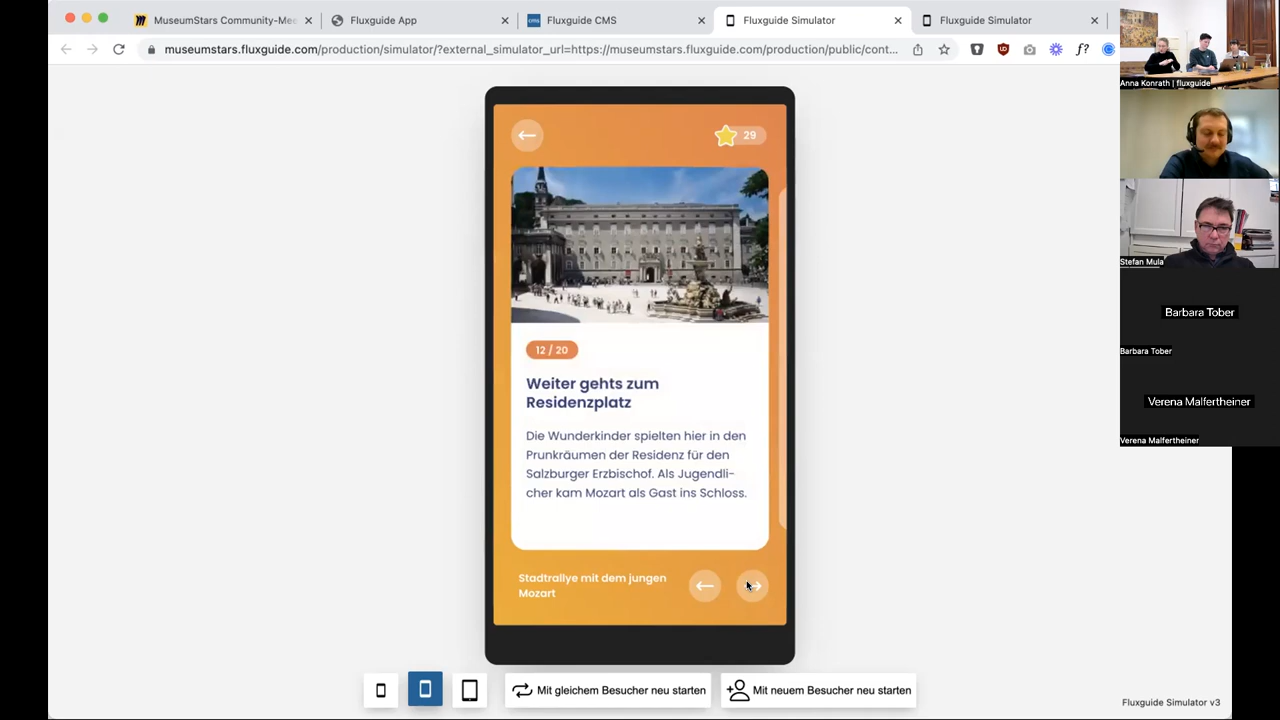 MuseumStars Community-Mee
Fluxguide App
Fluxguide CMS
Fluxguide Simulator
Fluxguide Simulator
museumstars.fluxguide.com/production/simulator/?external_simulator_url=https://museumstars.fluxguide.com/production/public/cont...
29
12 / 20
Weiter gehts zum
Residenzplatz
Die Wunderkinder spielten hier in den
Prunkräumen der Residenz für den
Salzburger Erzbischof. Als Jugendli-
cher kam Mozart als Gast ins Schloss.
Stadtrallye mit dem jungen
Mozart
Mit gleichem Besucher neu starten
Mit neuem Besucher neu starten
Fluxguide Simulator v3
Anna Konrath | fluxguide
Stefan Mula
Barbara Tober
Barbara Tober
Verena Malfertheiner
Verena Malfertheiner